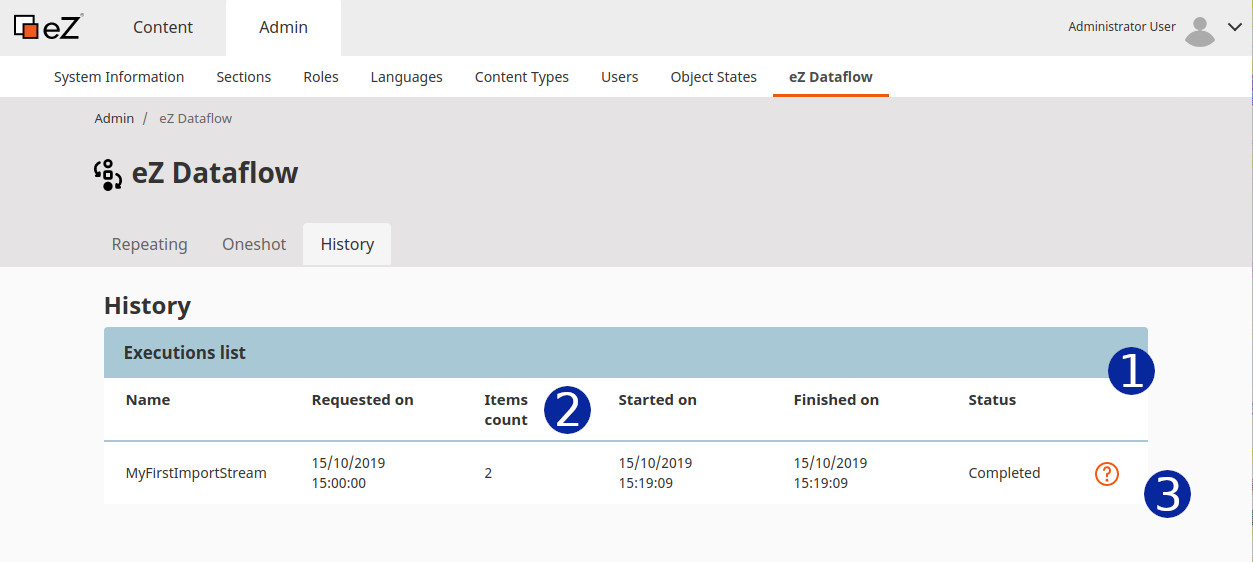 eZ Content Admin Administrator User
System Information Sections Roles Languages Content Types Users Object States eZ Dataflow
Admin / eZ Dataflow
eZ Dataflow
Repeating Oneshot History
History
Executions list
1
Name Requested on Items count 2 Started on Finished on Status
MyFirstImportStream 15/10/2019 15:00:00 2 15/10/2019 15:19:09 15/10/2019 15:19:09 Completed ?
3